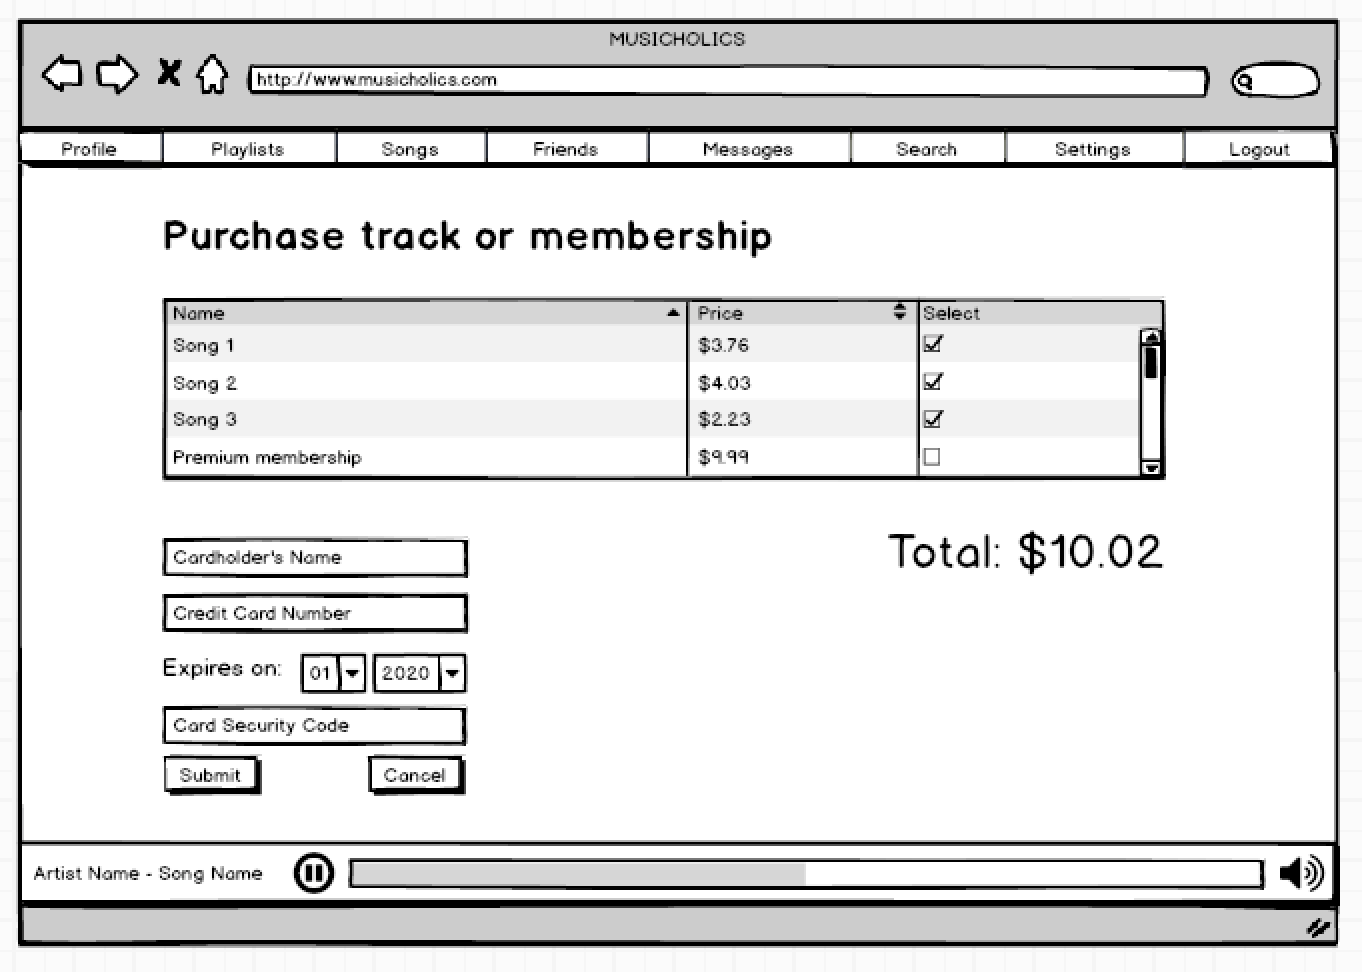 MUSICHOLICS
http://www.musicholics.com
Profile Playlists Songs Friends Messages Search Settings Logout
Purchase track or membership
Name Price Select
Song 1 $3.76
Song 2 $4.03
Song 3 $2.23
Premium membership $9.99
Total: $10.02
Cardholder's Name
Credit Card Number
Expires on: 01 2020
Card Security Code
Submit Cancel
Artist Name - Song Name